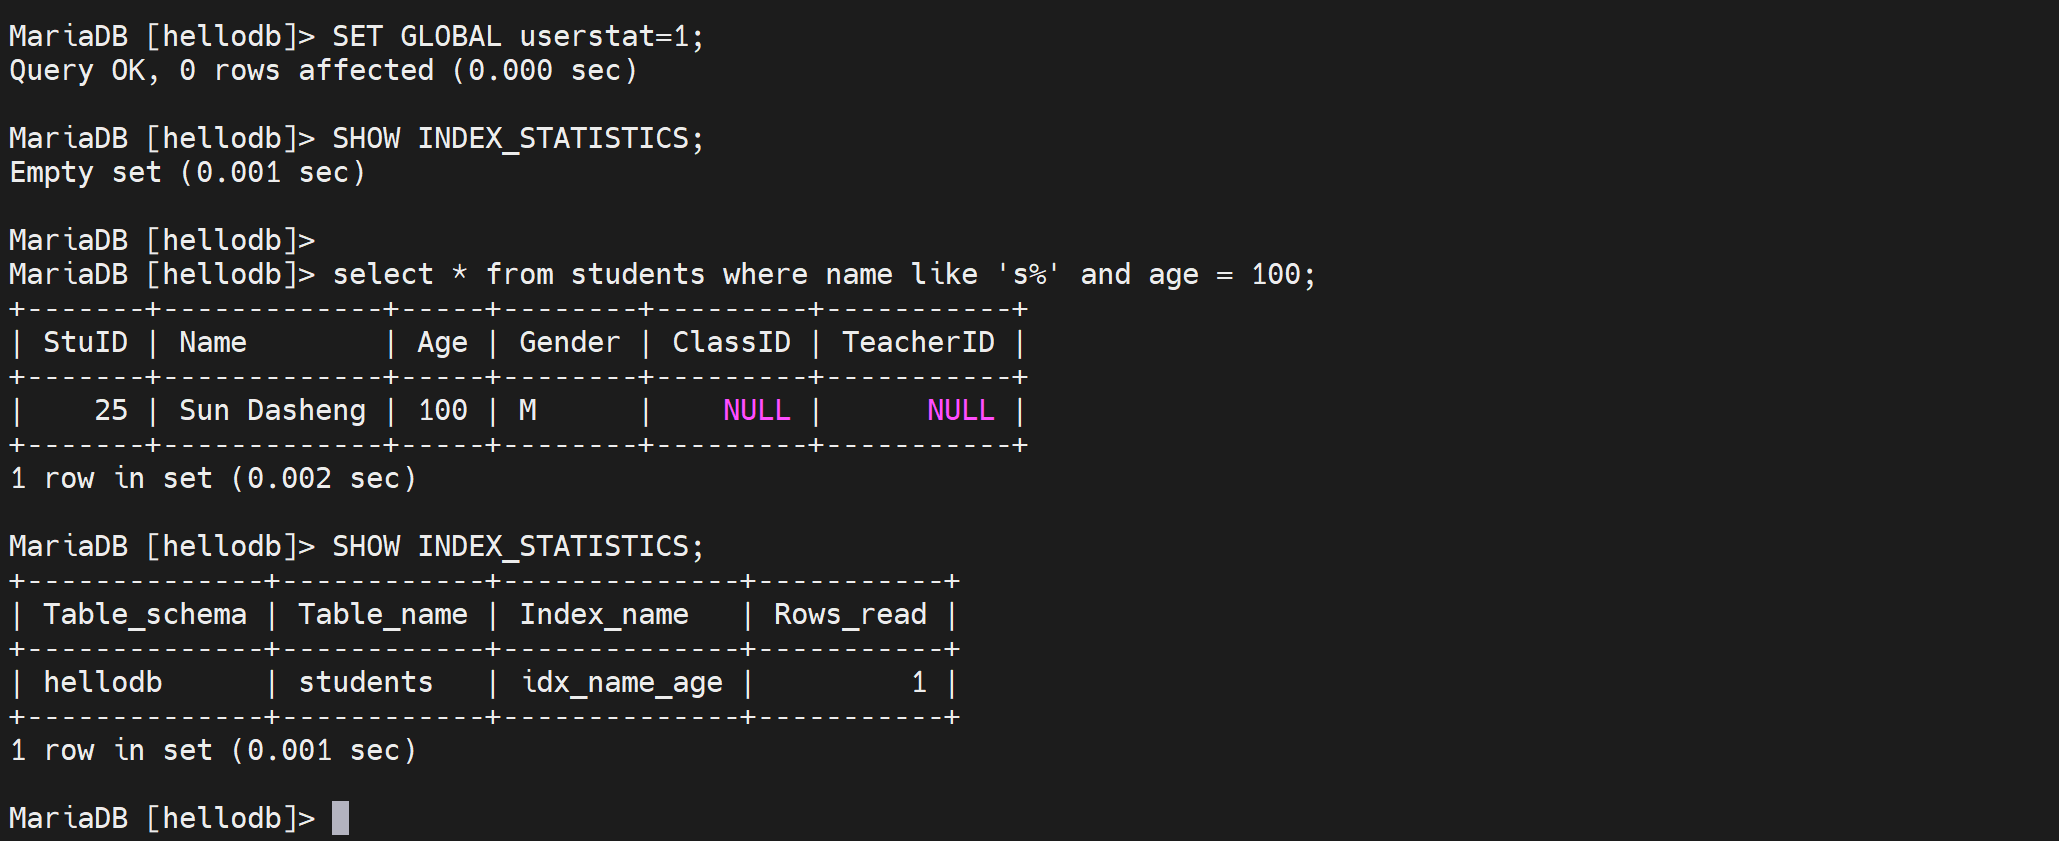 MariaDB [hellodb]> SET GLOBAL userstat=1;
Query OK, 0 rows affected (0.000 sec)

MariaDB [hellodb]> SHOW INDEX_STATISTICS;
Empty set (0.001 sec)

MariaDB [hellodb]>
MariaDB [hellodb]> select * from students where name like 's%' and age = 100;
+-------+-------------+-----+--------+---------+-----------+
| StuID | Name        | Age | Gender | ClassID | TeacherID |
+-------+-------------+-----+--------+---------+-----------+
|    25 | Sun Dasheng | 100 | M      |    NULL |      NULL |
+-------+-------------+-----+--------+---------+-----------+
1 row in set (0.002 sec)

MariaDB [hellodb]> SHOW INDEX_STATISTICS;
+--------------+------------+--------------+-----------+
| Table_schema | Table_name | Index_name   | Rows_read |
+--------------+------------+--------------+-----------+
| hellodb      | students   | idx_name_age |         1 |
+--------------+------------+--------------+-----------+
1 row in set (0.001 sec)

MariaDB [hellodb]>